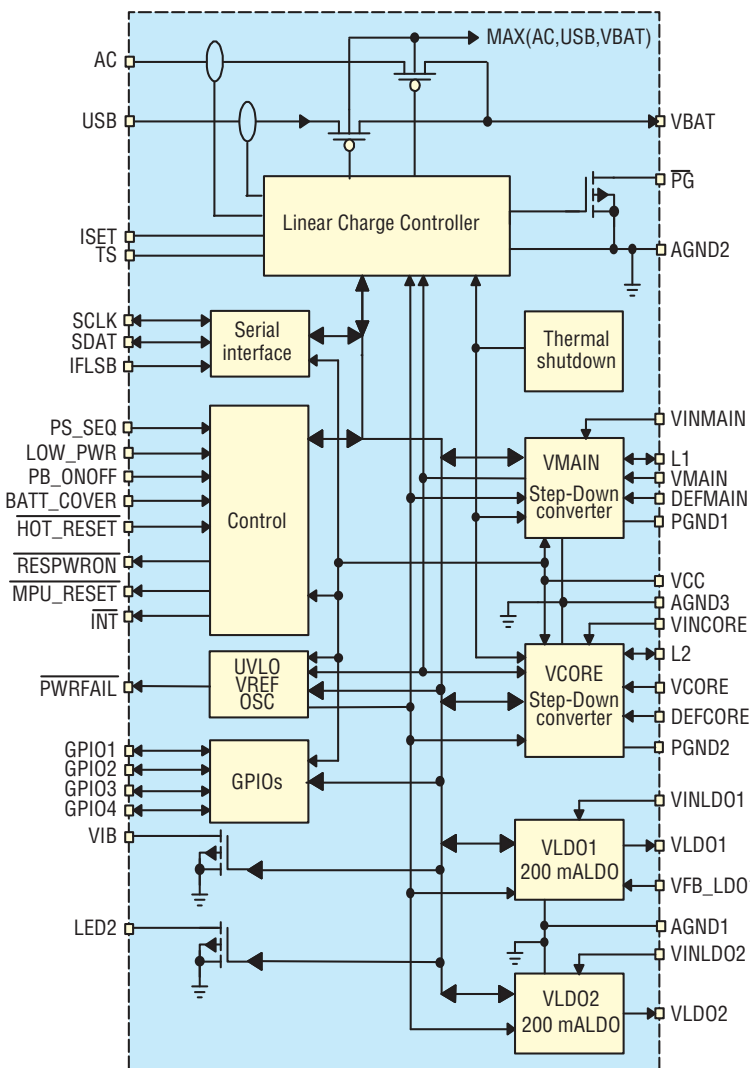 MAX(AC,USB,VBAT)
AC
USB
VBAT
PG
Linear Charge Controller
ISET
TS
AGND2
SCLK
SDAT
IFLSB
Serial
interface
Thermal
shutdown
PS_SEQ
LOW_PWR
PB_ONOFF
BATT_COVER
HOT_RESET
RESPWRON
MPU_RESET
INT
Control
VINMAIN
L1
VMAIN
DEFMAIN
PGND1
VMAIN
Step-Down
converter
VCC
AGND3
VINCORE
L2
VCORE
DEFCORE
PGND2
VCORE
Step-Down
converter
PWRFAIL
UVLO
VREF
OSC
GPIO1
GPIO2
GPIO3
GPIO4
GPIOs
VIB
LED2
VINLDO1
VLDO1
VFB_LDO1
VLDO1
200 mALDO
AGND1
VINLDO2
VLDO2
VLDO2
200 mALDO